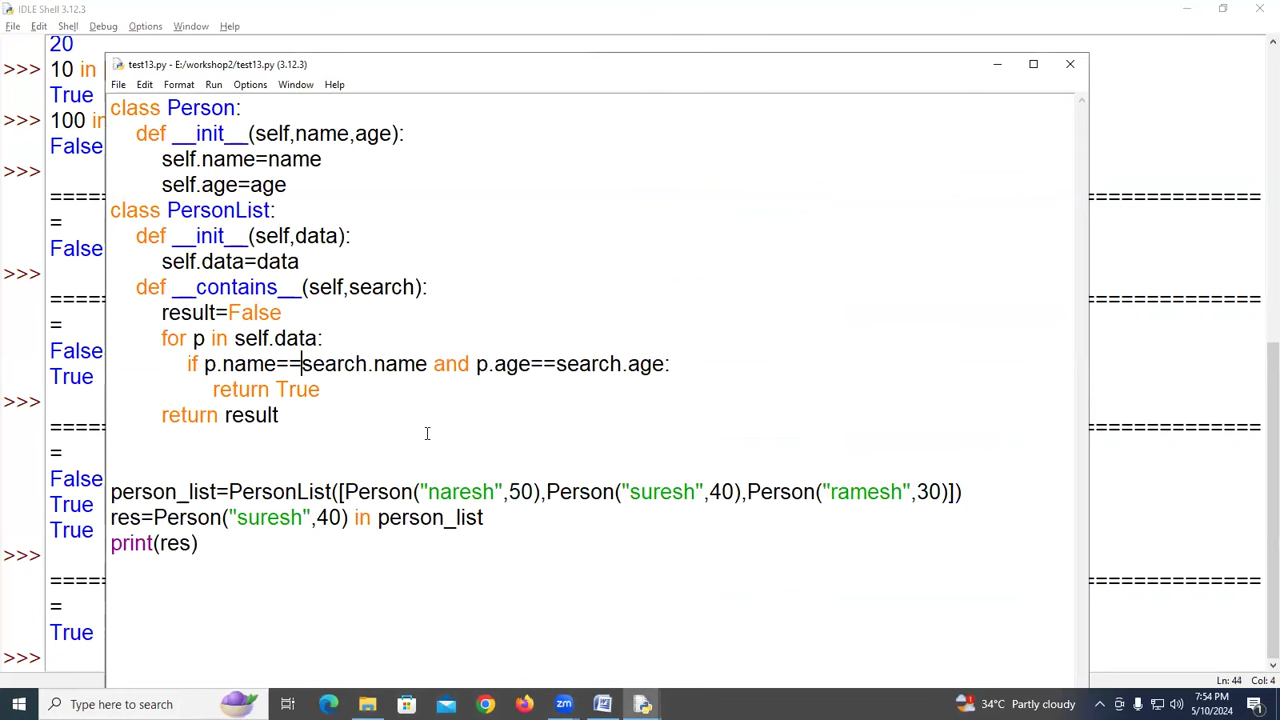 IDLE Shell 3.12.3
File Edit Shell Debug Options Window Help
20
>>> 10 in
True
>>> 100 in
False
>>>
=====
=
False
>>>
=====
=
False
True
>>>
=====
=
False
True
True
>>>
=====
=
True
>>>
test13.py - E:/workshop2/test13.py (3.12.3)
File Edit Format Run Options Window Help
class Person:
    def __init__(self,name,age):
        self.name=name
        self.age=age
class PersonList:
    def __init__(self,data):
        self.data=data
    def __contains__(self,search):
        result=False
        for p in self.data:
            if p.name==search.name and p.age==search.age:
                return True
        return result
person_list=PersonList([Person("naresh",50),Person("suresh",40),Person("ramesh",30)])
res=Person("suresh",40) in person_list
print(res)
Ln: 44 Col: 4
Type here to search
zm
34°C Partly cloudy
7:54 PM
5/10/2024
1